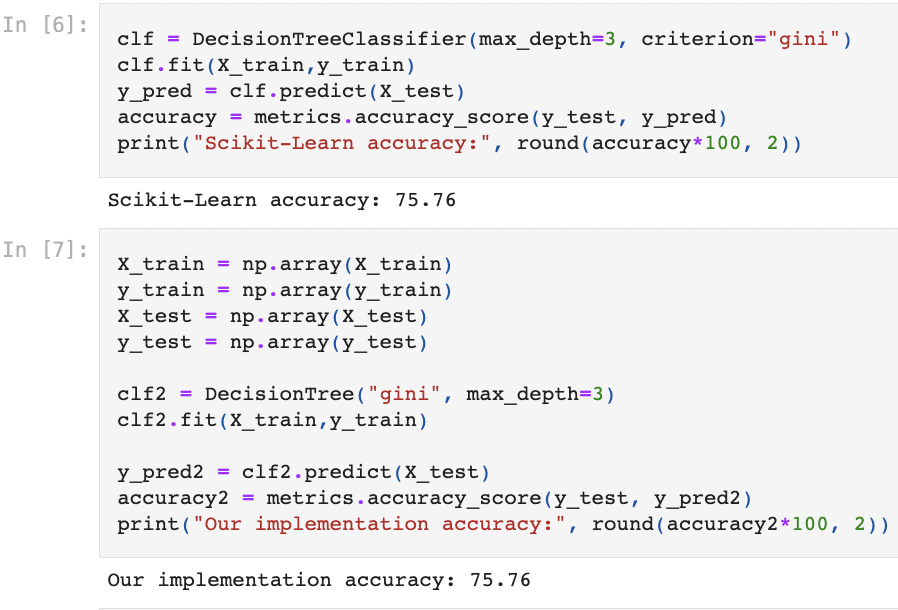 In [6]:
clf = DecisionTreeClassifier(max_depth=3, criterion="gini")
clf.fit(X_train,y_train)
y_pred = clf.predict(X_test)
accuracy = metrics.accuracy_score(y_test, y_pred)
print("Scikit-Learn accuracy:", round(accuracy*100, 2))
Scikit-Learn accuracy: 75.76
In [7]:
X_train = np.array(X_train)
y_train = np.array(y_train)
X_test = np.array(X_test)
y_test = np.array(y_test)
clf2 = DecisionTree("gini", max_depth=3)
clf2.fit(X_train,y_train)
y_pred2 = clf2.predict(X_test)
accuracy2 = metrics.accuracy_score(y_test, y_pred2)
print("Our implementation accuracy:", round(accuracy2*100, 2))
Our implementation accuracy: 75.76